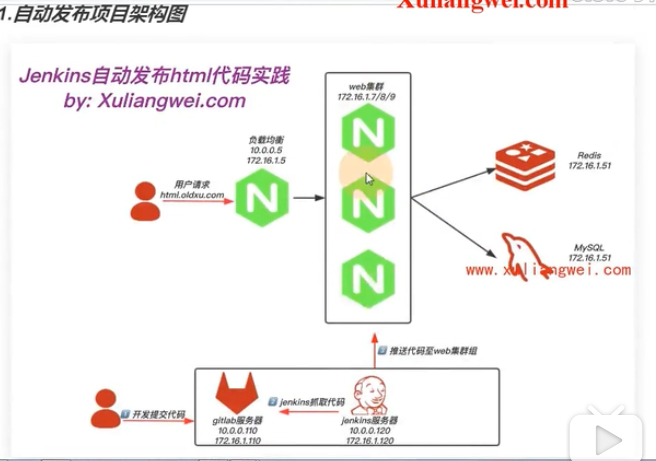 Xuliangwei.com
1.自动发布项目架构图
Jenkins自动发布html代码实践
by: Xuliangwei.com
web集群
172.16.1.7/8/9
负载均衡
10.0.0.5
172.16.1.5
用户请求
html.oldxu.com
Redis
172.16.1.51
MySQL
172.16.1.51
www.xuliangwei.com
3 推送代码至web集群组
1 开发提交代码
2 jenkins抓取代码
gitlab服务器
10.0.0.110
172.16.1.110
jenkins服务器
10.0.0.120
172.16.1.120